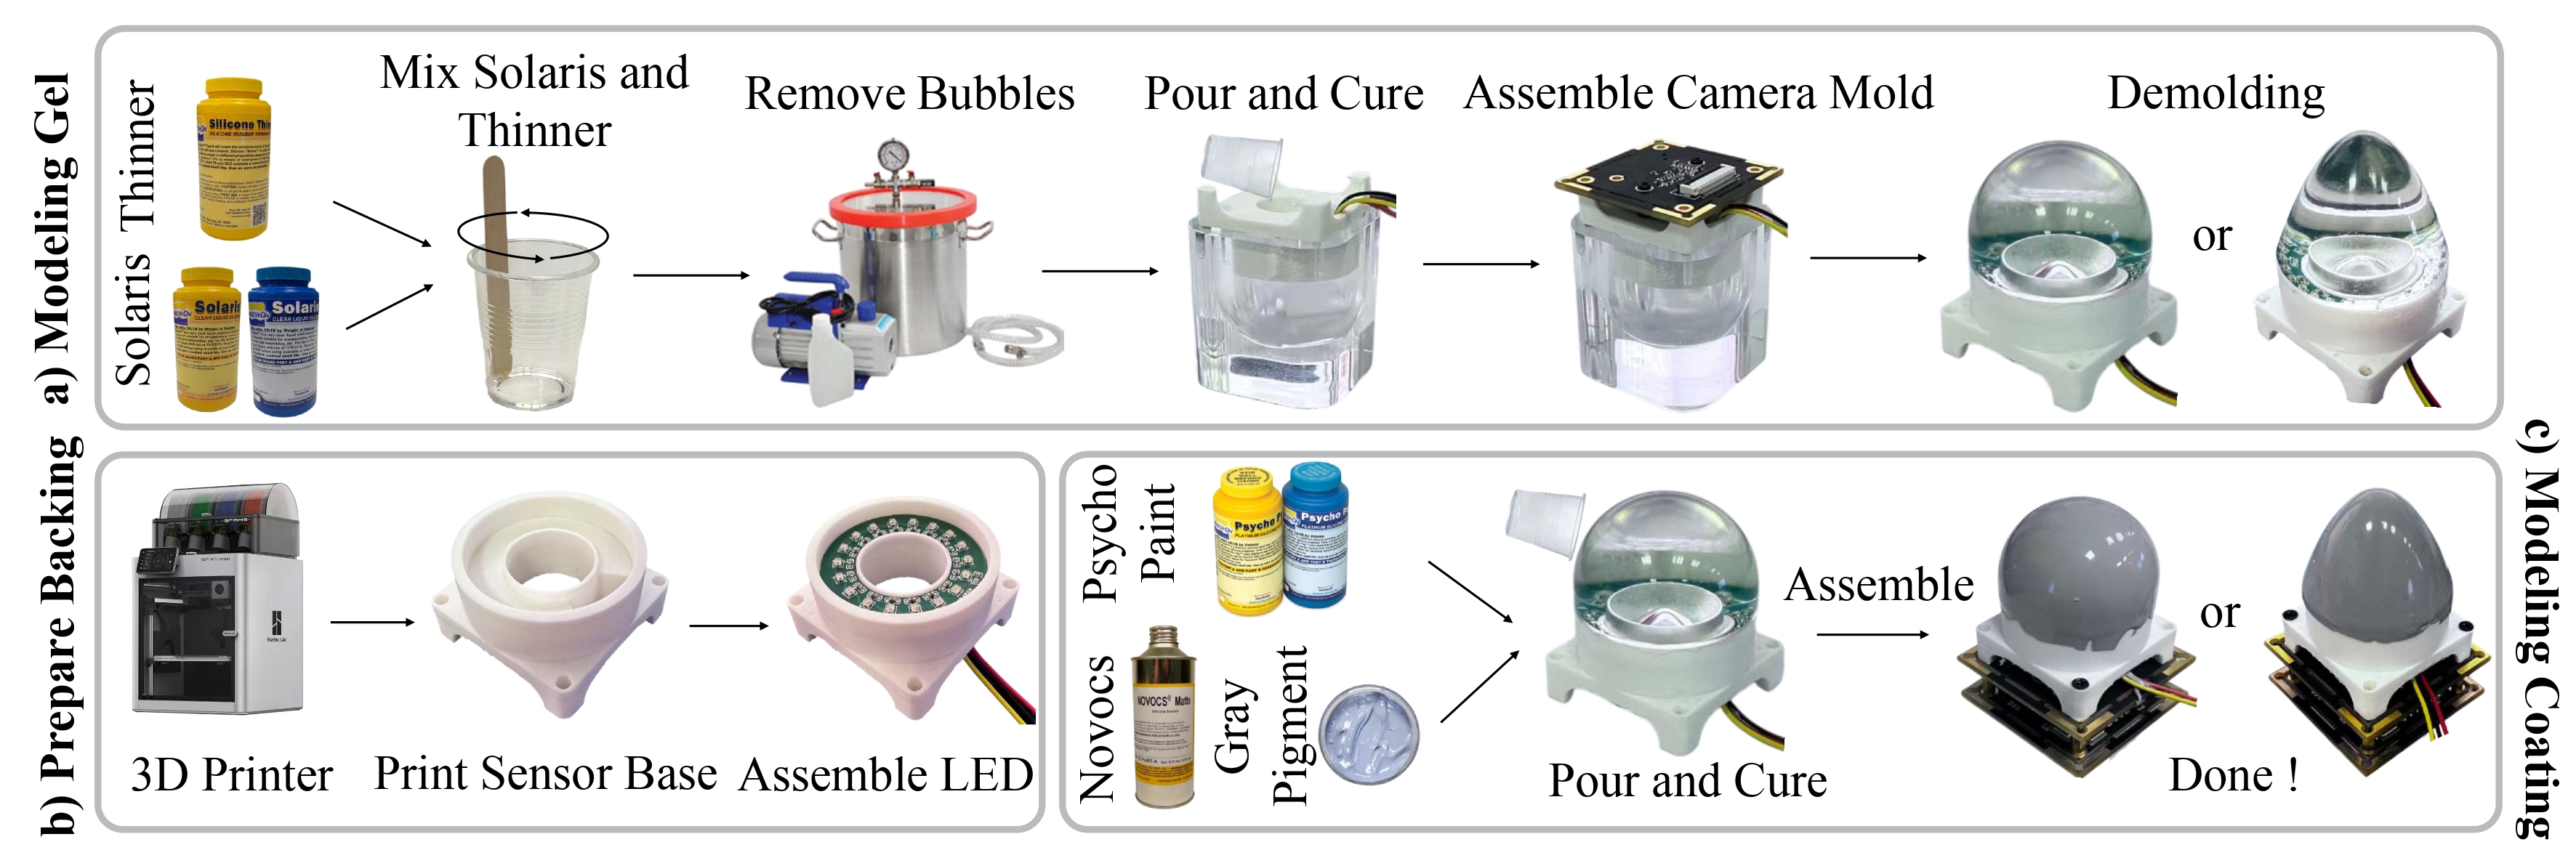 a) Modeling Gel
Thinner
Solaris
Silicone Thin
Solaris
Solaris
Mix Solaris and
Thinner
Remove Bubbles
Pour and Cure
Assemble Camera Mold
Demolding
or
b) Prepare Backing
3D Printer
Print Sensor Base
Assemble LED
c) Modeling Coating
Psycho
Paint
Psycho P
Psycho P
Novocs
NOVOCS® Matte
Gray
Pigment
Pour and Cure
Assemble
or
Done !